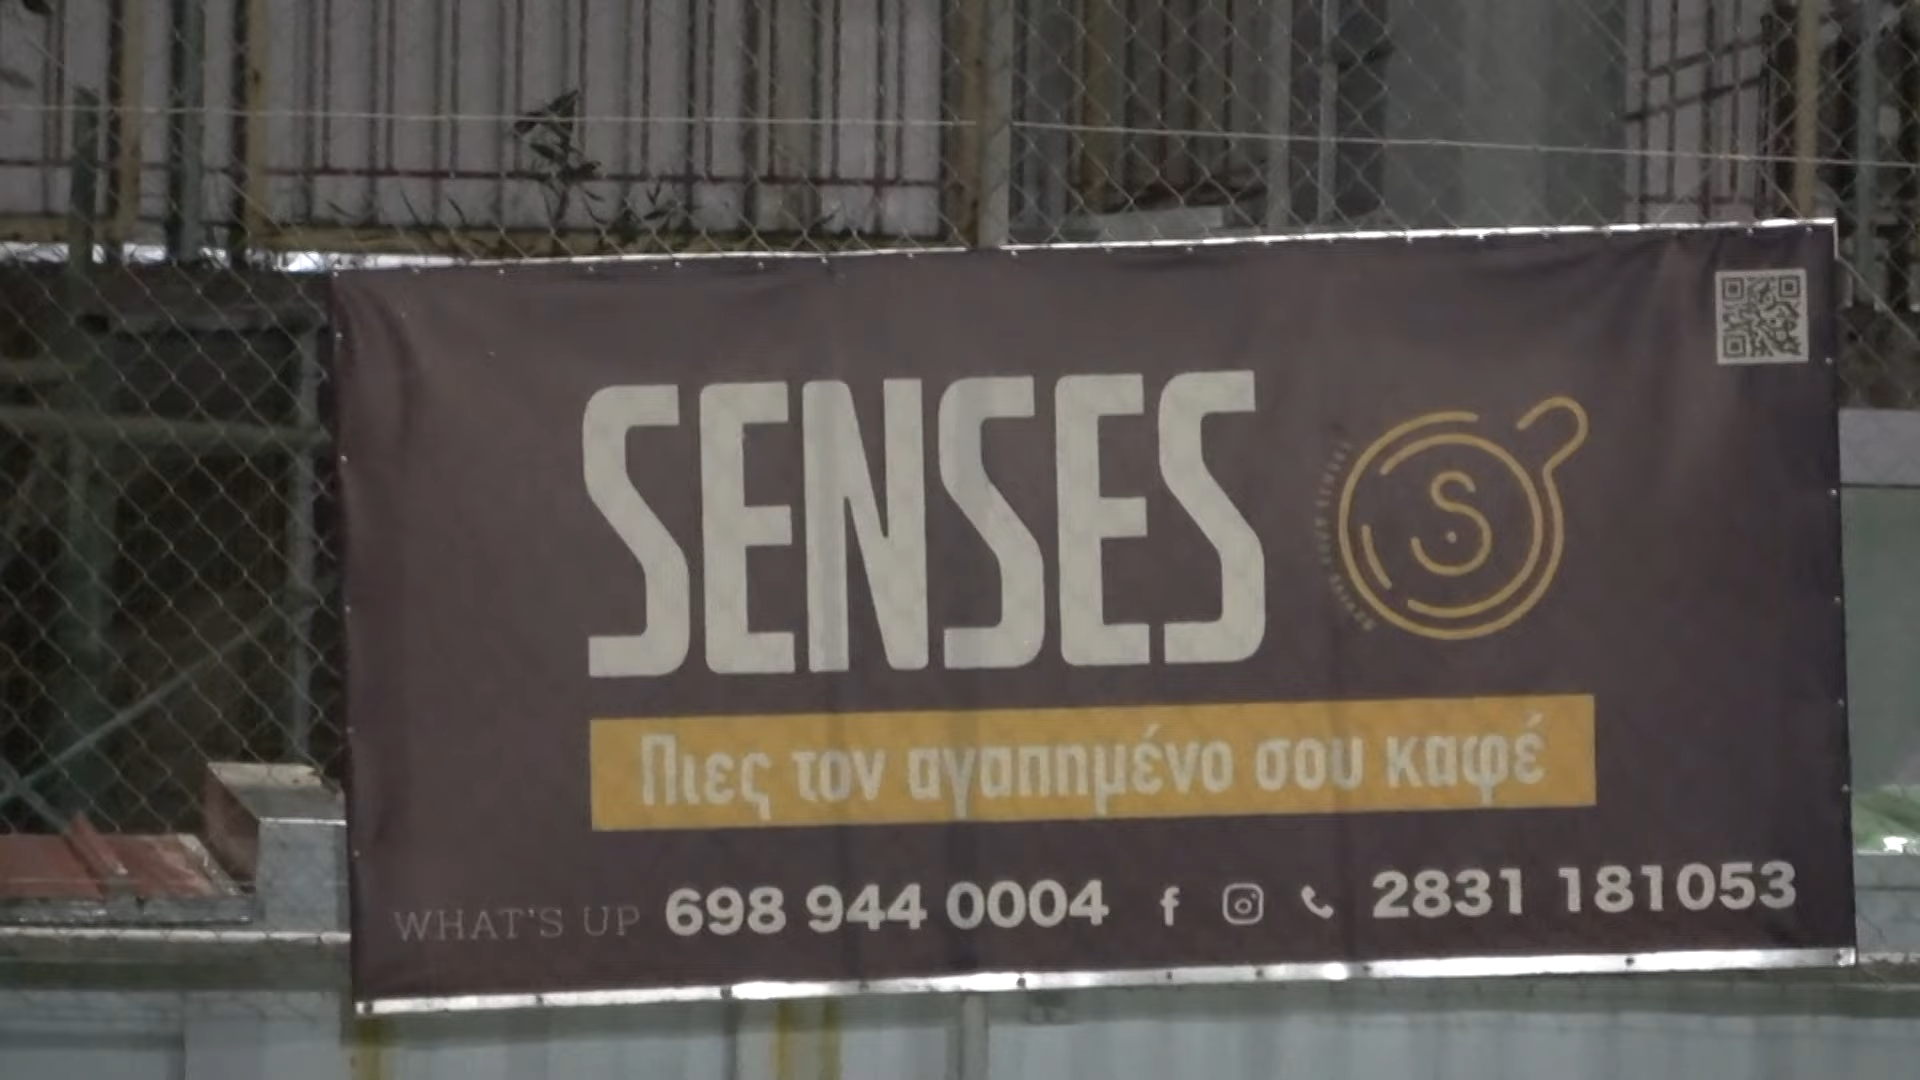 SENSES
S
Πιες τον αγαπημένο σου καφέ
WHAT'S UP 698 944 0004 2831 181053